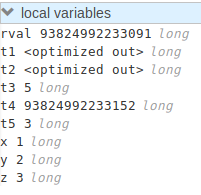 local variables
rval 93824992233091 long
t1 <optimized out> long
t2 <optimized out> long
t3 5 long
t4 93824992233152 long
t5 3 long
x 1 long
y 2 long
z 3 long